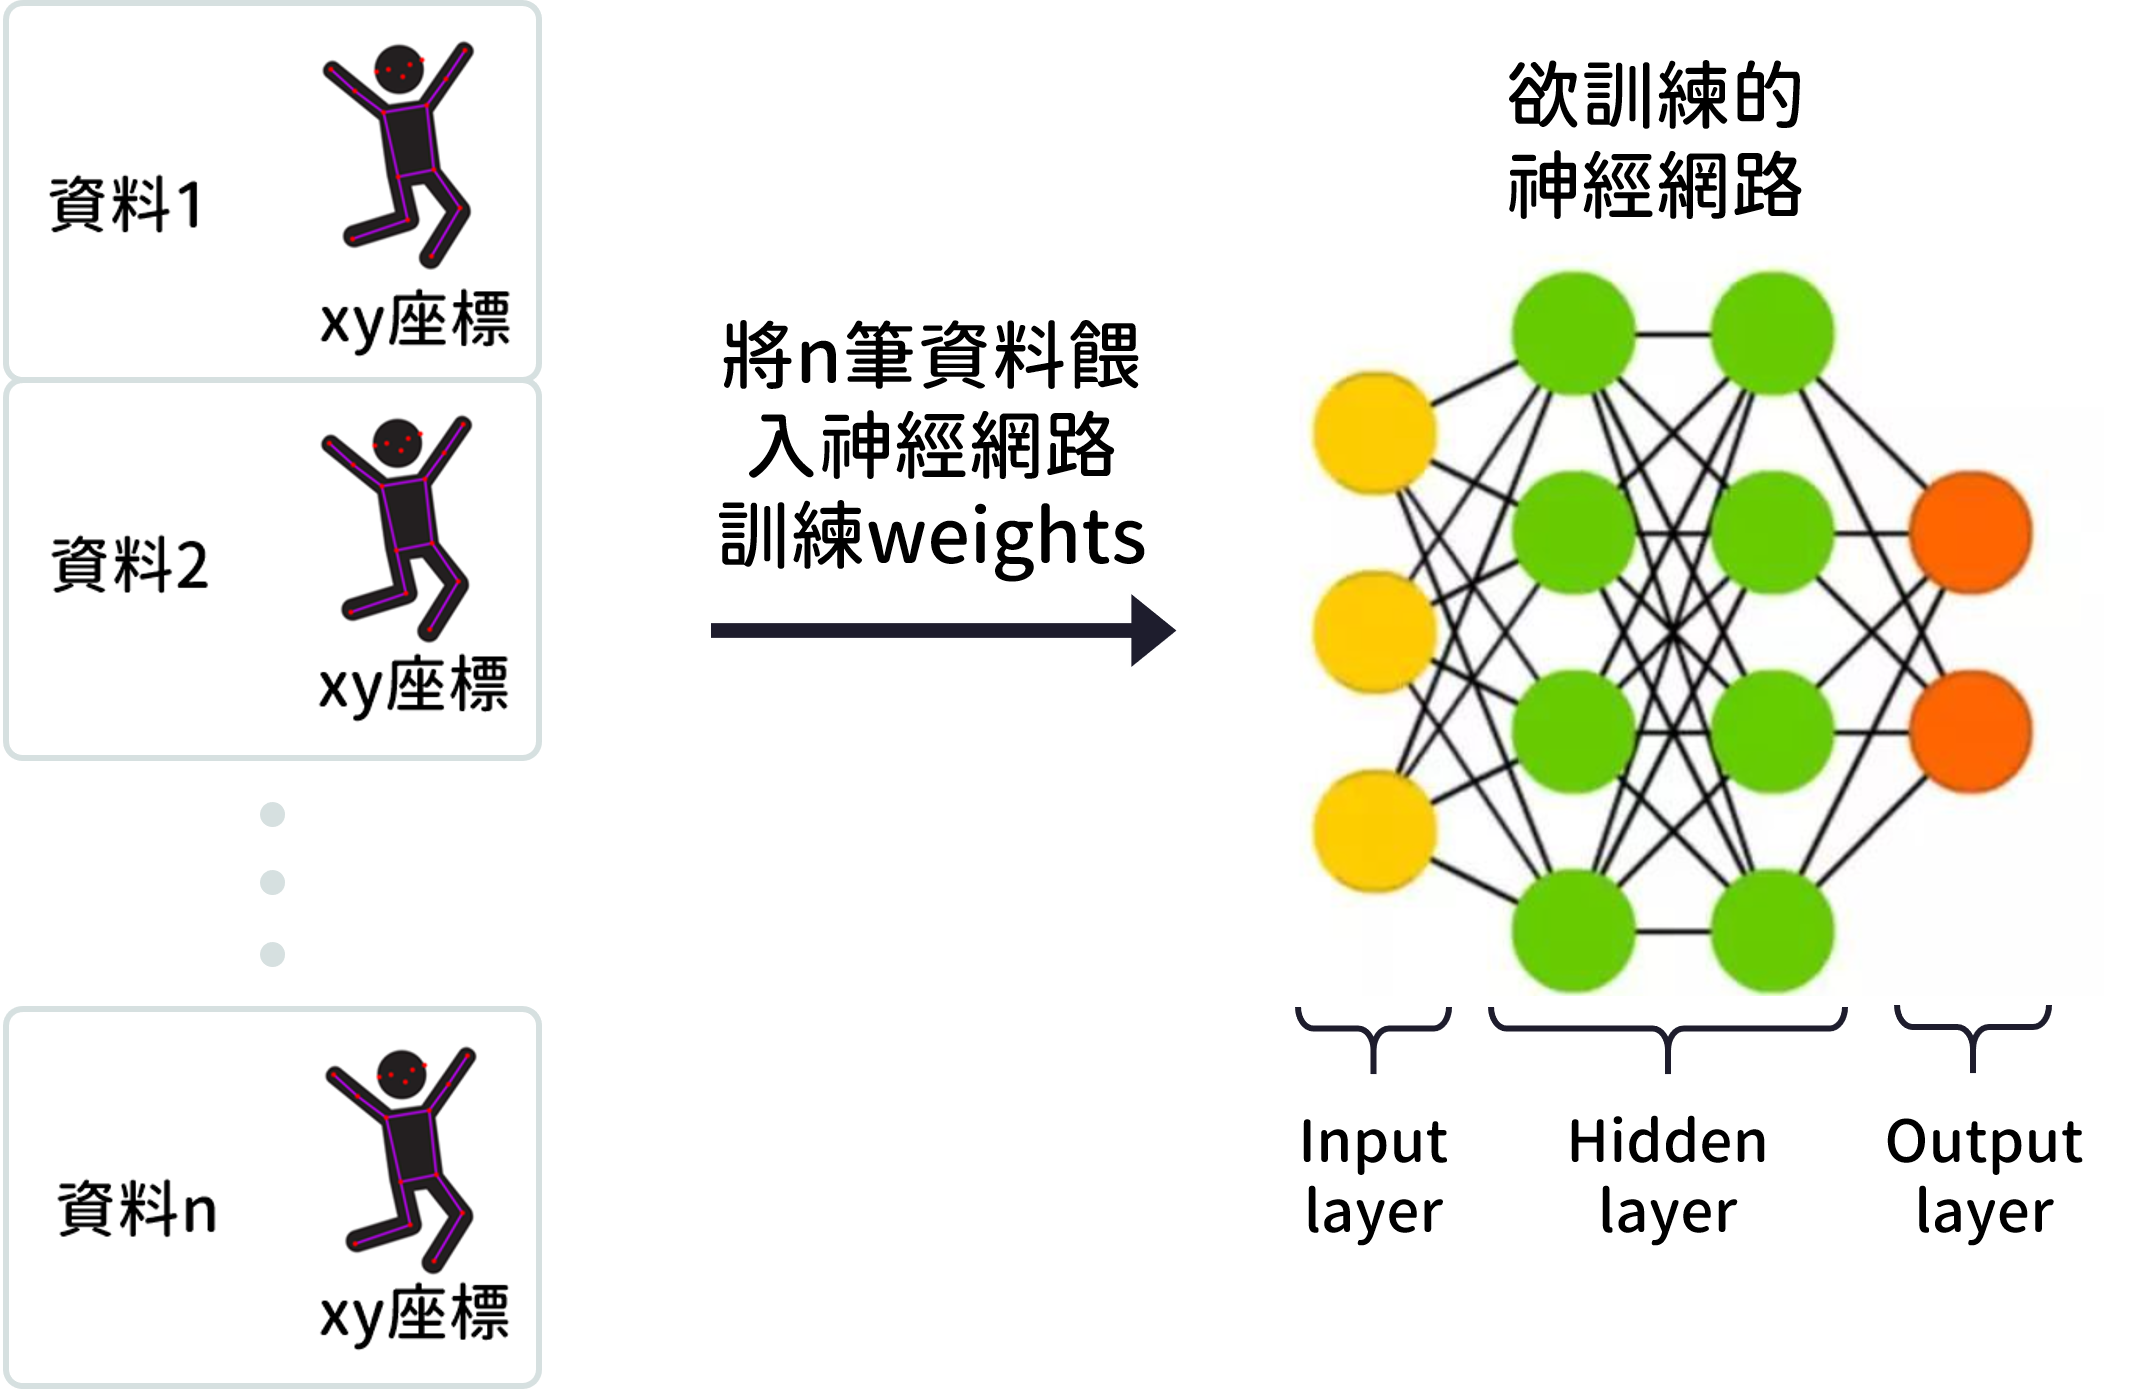 資料1
xy座標
資料2
xy座標
資料n
xy座標
將n筆資料餵
入神經網路
訓練weights
欲訓練的
神經網路
Input
layer
Hidden
layer
Output
layer